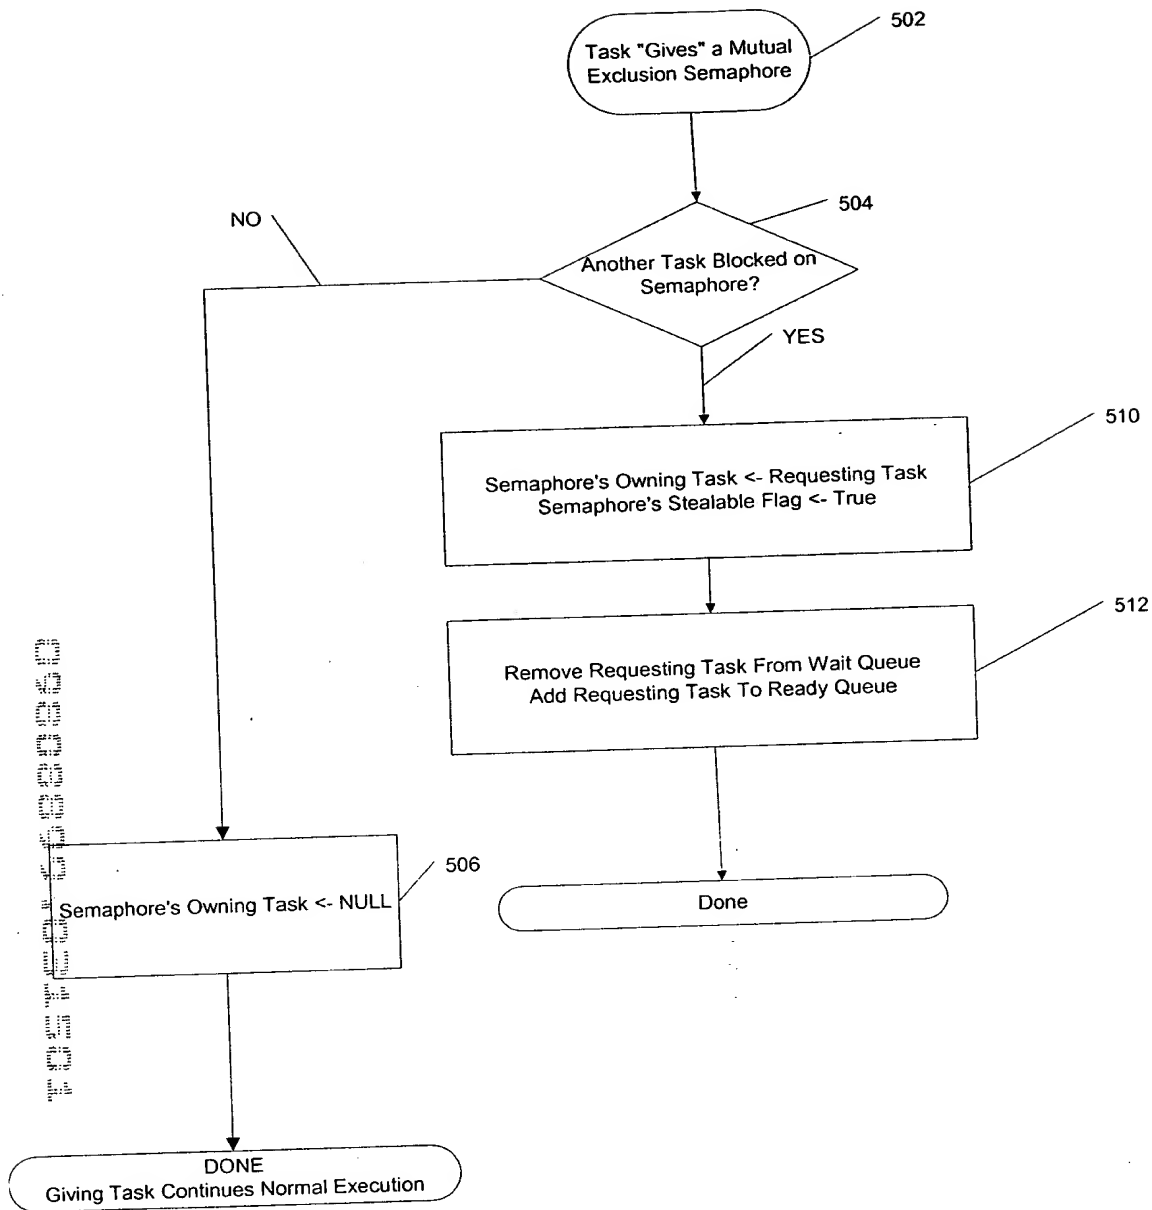 502
Task "Gives" a Mutual
Exclusion Semaphore
504
NO
Another Task Blocked on
Semaphore?
YES
510
Semaphore's Owning Task <- Requesting Task
Semaphore's Stealable Flag <- True
512
Remove Requesting Task From Wait Queue
Add Requesting Task To Ready Queue
506
Semaphore's Owning Task <- NULL
Done
DONE
Giving Task Continues Normal Execution